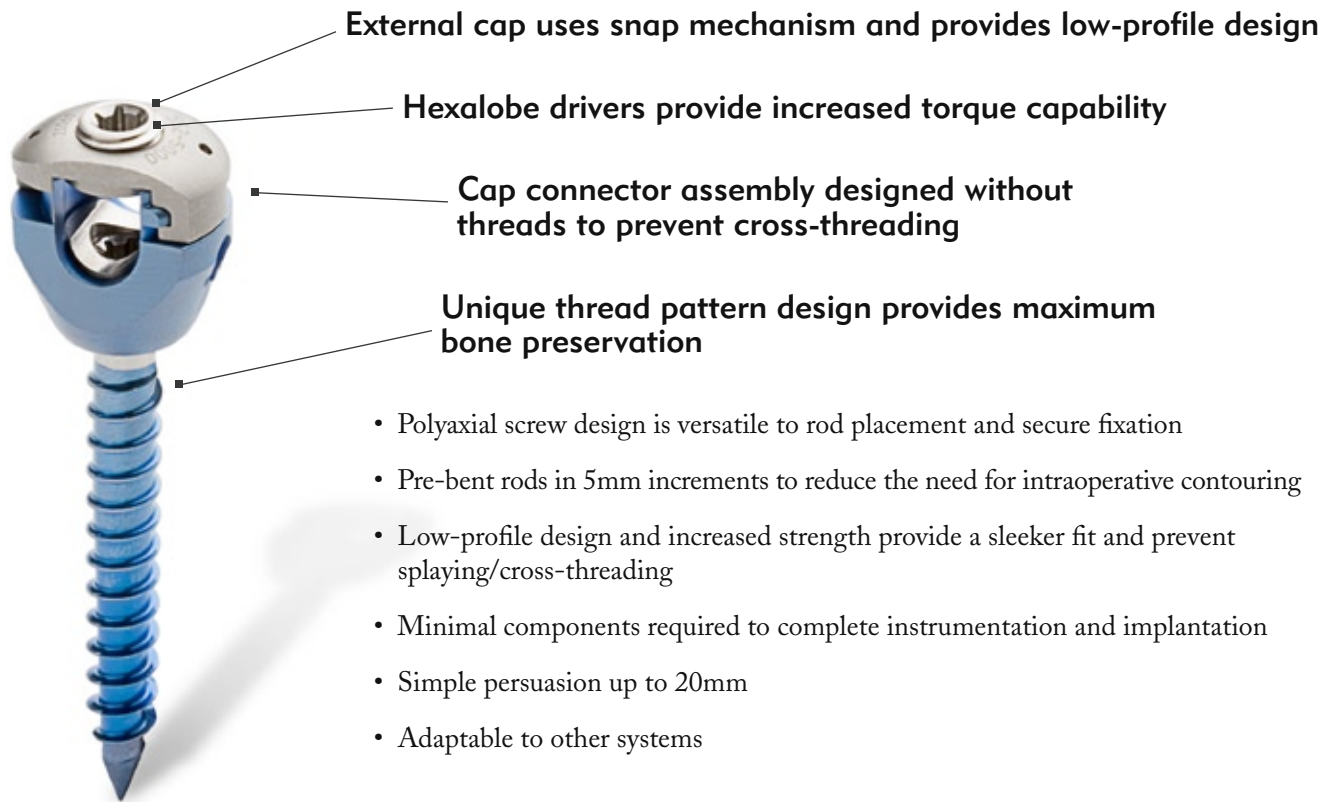 External cap uses snap mechanism and provides low-profile design
Hexalobe drivers provide increased torque capability
Cap connector assembly designed without
threads to prevent cross-threading
Unique thread pattern design provides maximum
bone preservation
• Polyaxial screw design is versatile to rod placement and secure fixation
• Pre-bent rods in 5mm increments to reduce the need for intraoperative contouring
• Low-profile design and increased strength provide a sleeker fit and prevent
splaying/cross-threading
• Minimal components required to complete instrumentation and implantation
• Simple persuasion up to 20mm
• Adaptable to other systems